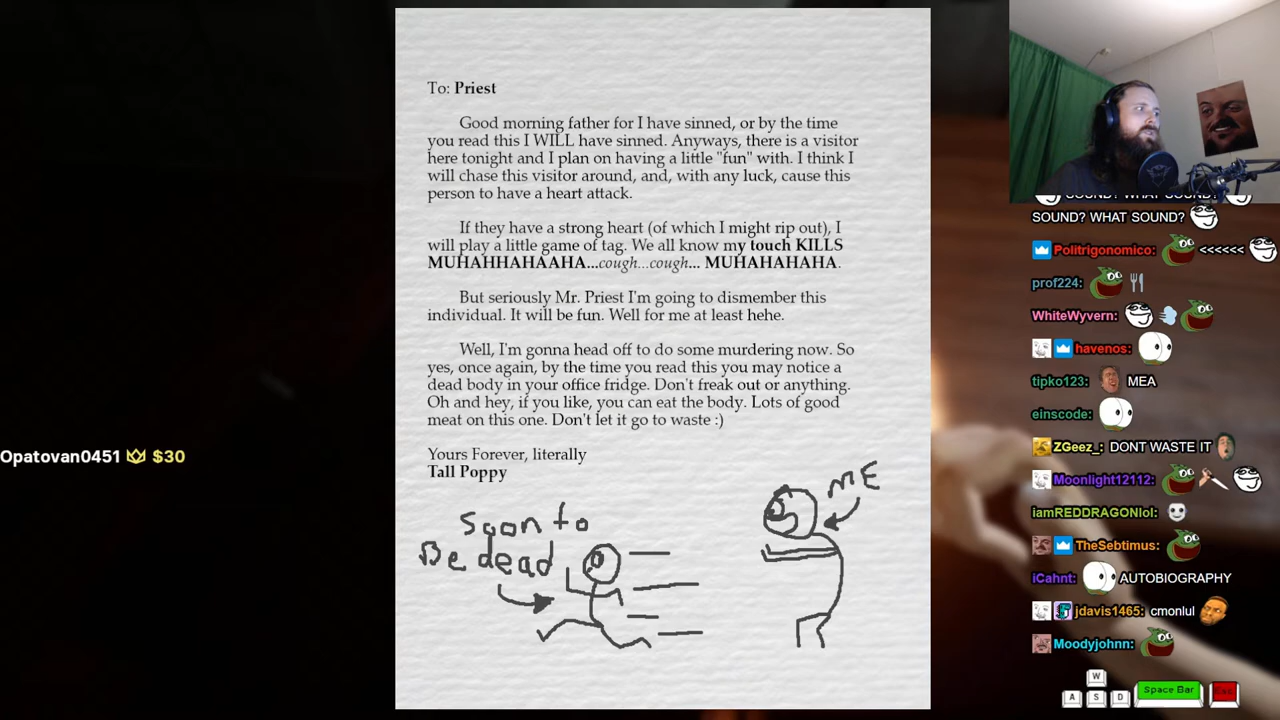 To: Priest
Good morning father for I have sinned, or by the time
you read this I WILL have sinned. Anyways, there is a visitor
here tonight and I plan on having a little "fun" with. I think I
will chase this visitor around, and, with any luck, cause this
person to have a heart attack.
If they have a strong heart (of which I might rip out), I
will play a little game of tag. We all know my touch KILLS
MUHAHHAHAAHA...cough...cough... MUHAHAHAHA.
But seriously Mr. Priest I'm going to dismember this
individual. It will be fun. Well for me at least hehe.
Well, I'm gonna head off to do some murdering now. So
yes, once again, by the time you read this you may notice a
dead body in your office fridge. Don't freak out or anything.
Oh and hey, if you like, you can eat the body. Lots of good
meat on this one. Don't let it go to waste :)
Yours Forever, literally
Tall Poppy
Soon to
Be dead
ME
Opatovan0451 $30
SOUND? WHAT SOUND?
SOUND? WHAT SOUND?
Politrigonomico: <<<<<<
prof224:
WhiteWyvern:
havenos:
tipko123: MEA
einscode:
ZGeez_: DONT WASTE IT
Moonlight12112:
iamREDDRAGONlol:
TheSebtimus:
iCahnt: AUTOBIOGRAPHY
jdavis1465: cmonlul
Moodyjohnn:
W
A S D Space Bar Esc